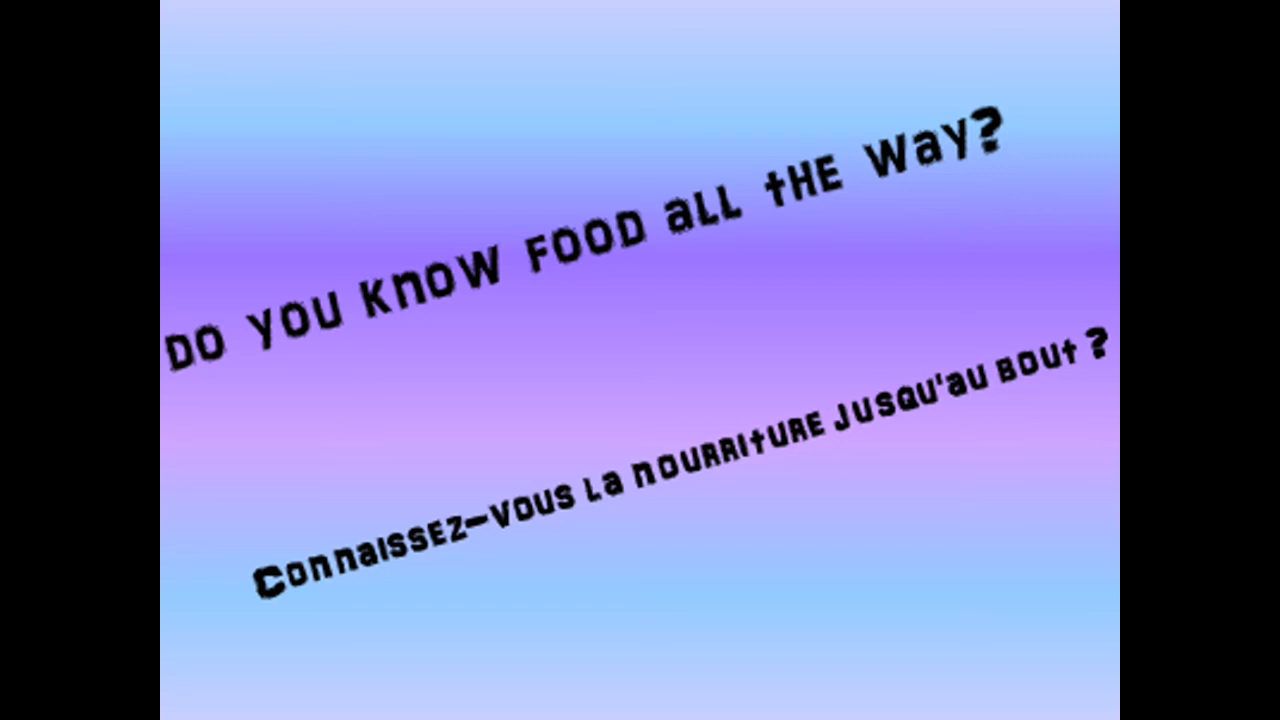 Do you know food all the way?
Connaissez-vous la nourriture jusqu'au bout ?